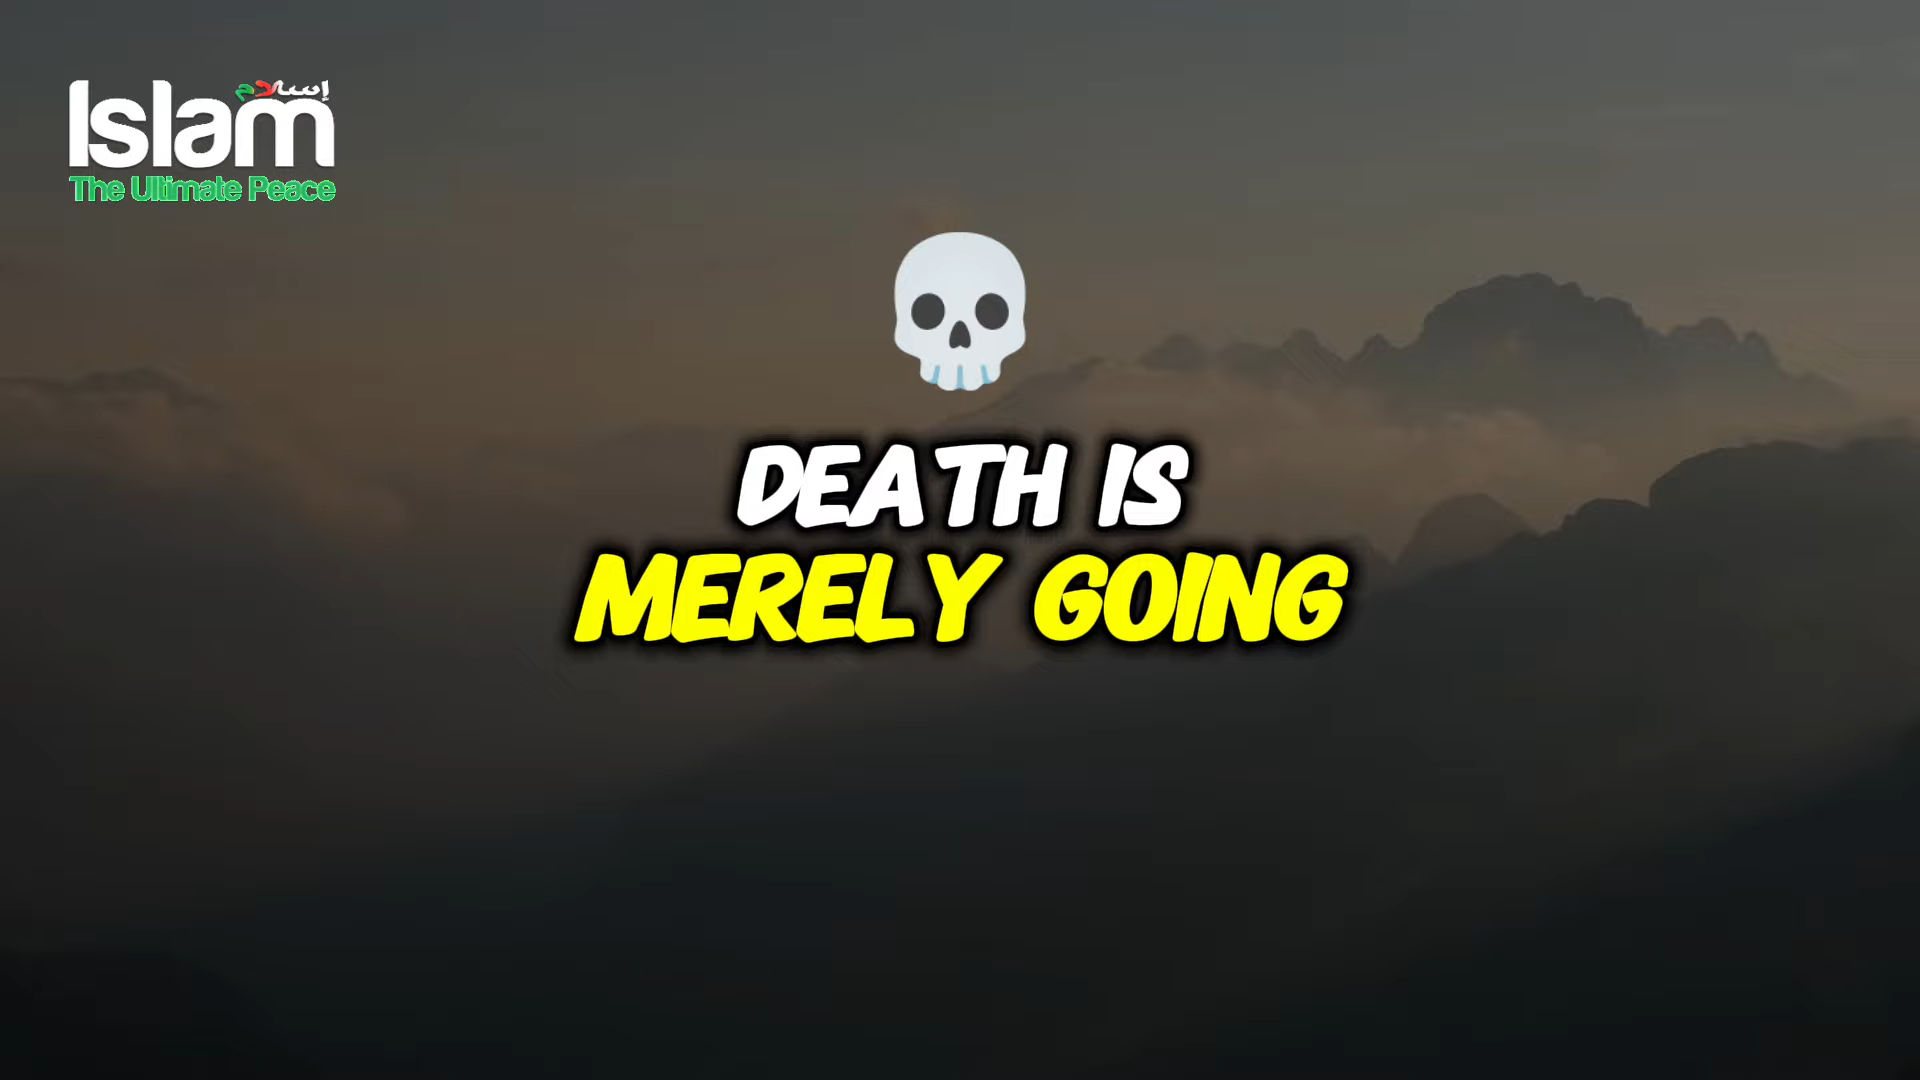 إسلام
Islam
The Ultimate Peace
DEATH IS
MERELY GOING